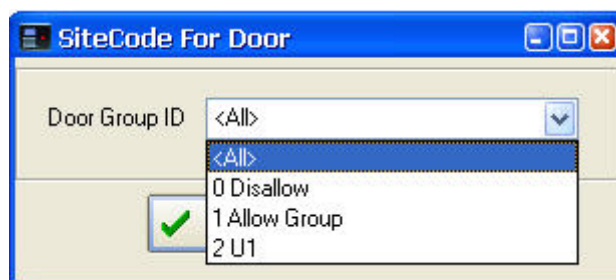 SiteCode For Door
Door Group ID <All>
<All>
0 Disallow
1 Allow Group
2 U1